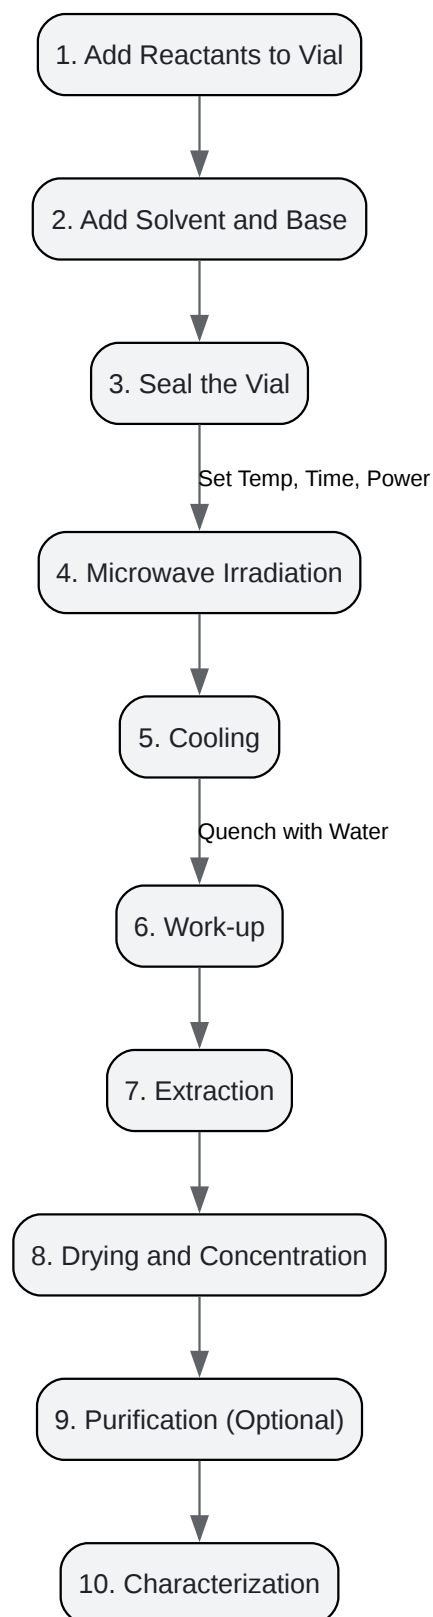 1. Add Reactants to Vial
2. Add Solvent and Base
3. Seal the Vial
Set Temp, Time, Power
4. Microwave Irradiation
5. Cooling
Quench with Water
6. Work-up
7. Extraction
8. Drying and Concentration
9. Purification (Optional)
10. Characterization